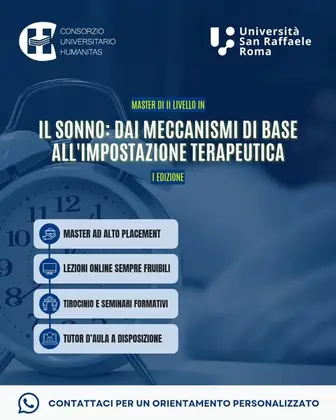 CONSORZIO
UNIVERSITARIO
HUMANITAS
Università
San Raffaele
Roma
MASTER DI II LIVELLO IN
IL SONNO: DAI MECCANISMI DI BASE
ALL'IMPOSTAZIONE TERAPEUTICA
I EDIZIONE
MASTER AD ALTO PLACEMENT
LEZIONI ONLINE SEMPRE FRUIBILI
TIROCINIO E SEMINARI FORMATIVI
TUTOR D'AULA A DISPOSIZIONE
CONTATTACI PER UN ORIENTAMENTO PERSONALIZZATO